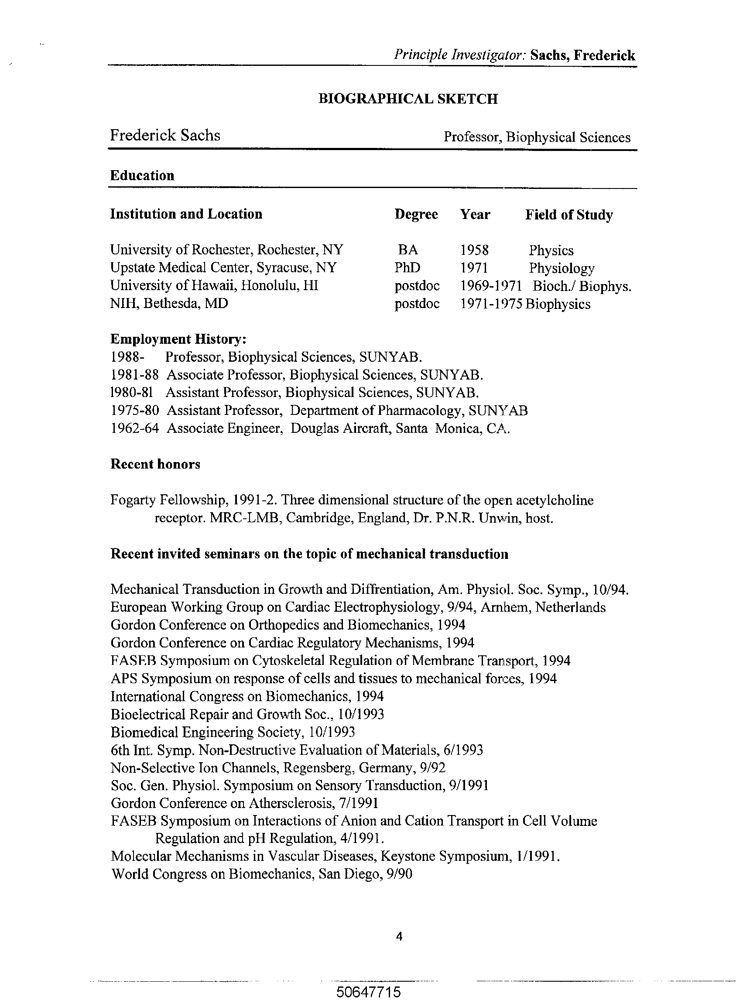 Principle Investigator: Sachs, Frederick
BIOGRAPHICAL SKETCH
Frederick Sachs Professor, Biophysical Sciences
Education
Institution and Location Degree Year Field of Study
University of Rochester, Rochester, NY BA 1958 Physics
Upstate Medical Center, Syracuse, NY PhD 1971 Physiology
University of Hawaii, Honolulu, HI postdoc 1969-1971 Bioch./ Biophys.
NIH, Bethesda, MD postdoc 1971-1975 Biophysics
Employment History:
1988- Professor, Biophysical Sciences, SUNYAB.
1981-88 Associate Professor, Biophysical Sciences, SUNYAB.
1980-81 Assistant Professor, Biophysical Sciences, SUNYAB.
1975-80 Assistant Professor, Department of Pharmacology, SUNYAB
1962-64 Associate Engineer, Douglas Aircraft, Santa Monica, CA.
Recent honors
Fogarty Fellowship, 1991-2. Three dimensional structure of the open acetylcholine
receptor. MRC-LMB, Cambridge, England, Dr. P.N.R. Unwin, host.
Recent invited seminars on the topic of mechanical transduction
Mechanical Transduction in Growth and Diffrentiation, Am. Physiol. Soc. Symp., 10/94.
European Working Group on Cardiac Electrophysiology, 9/94, Arnhem, Netherlands
Gordon Conference on Orthopedics and Biomechanics, 1994
Gordon Conference on Cardiac Regulatory Mechanisms, 1994
FASEB Symposium on Cytoskeletal Regulation of Membrane Transport, 1994
APS Symposium on response of cells and tissues to mechanical forces, 1994
International Congress on Biomechanics, 1994
Bioelectrical Repair and Growth Soc., 10/1993
Biomedical Engineering Society, 10/1993
6th Int. Symp. Non-Destructive Evaluation of Materials, 6/1993
Non-Selective Ion Channels, Regensberg, Germany, 9/92
Soc. Gen. Physiol. Symposium on Sensory Transduction, 9/1991
Gordon Conference on Athersclerosis, 7/1991
FASEB Symposium on Interactions of Anion and Cation Transport in Cell Volume
Regulation and pH Regulation, 4/1991.
Molecular Mechanisms in Vascular Diseases, Keystone Symposium, 1/1991.
World Congress on Biomechanics, San Diego, 9/90
4
50647715